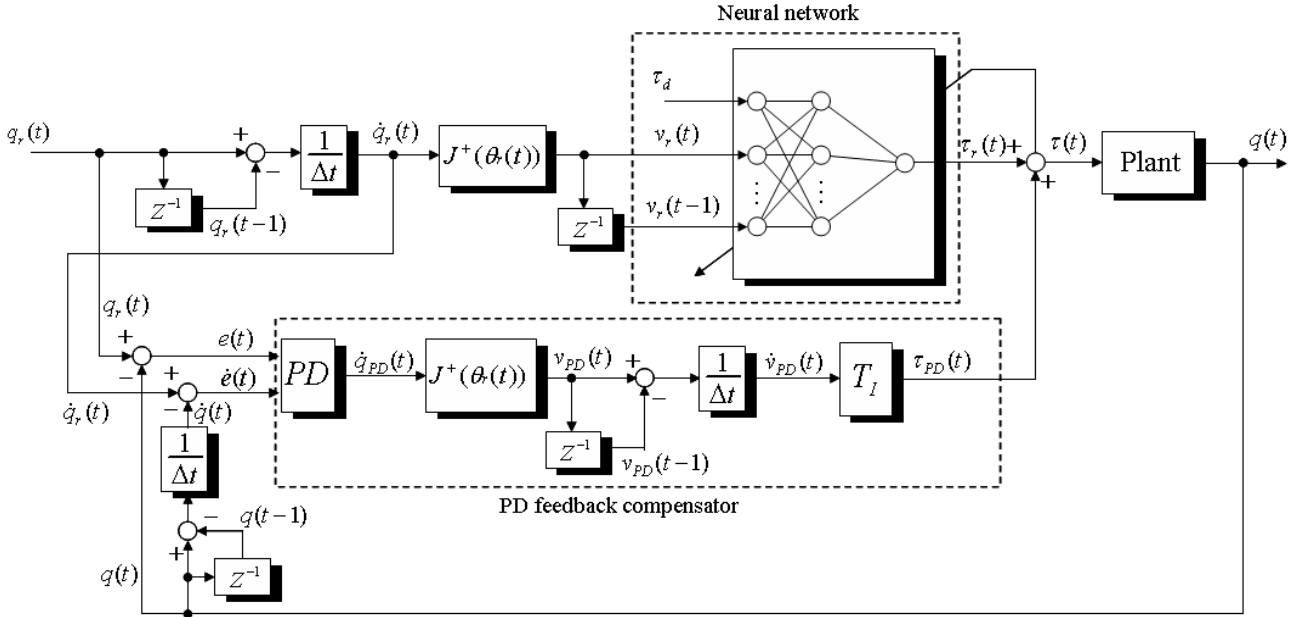 Neural network
τ_d
q_r(t)
+
−
1/Δt
q̇_r(t)
J⁺(θ_r(t))
v_r(t)
τ_r(t)
+
+
τ(t)
Plant
q(t)
Z⁻¹
q_r(t−1)
Z⁻¹
v_r(t−1)
⋮ ⋮
q_r(t)
+
−
e(t)
+
−
ė(t)
q̇_r(t)
q̇(t)
PD
q̇_PD(t)
J⁺(θ_r(t))
v_PD(t)
+
−
1/Δt
v̇_PD(t)
T_I
τ_PD(t)
Z⁻¹
v_PD(t−1)
1/Δt
PD feedback compensator
−
q(t−1)
+
q(t)
Z⁻¹